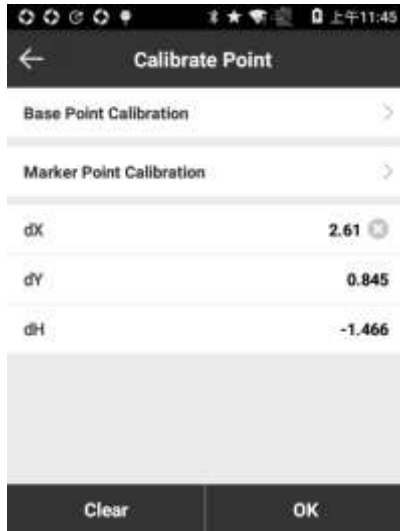 上午11:45
Calibrate Point
Base Point Calibration
Marker Point Calibration
dX 2.61
dY 0.845
dH -1.466
Clear OK